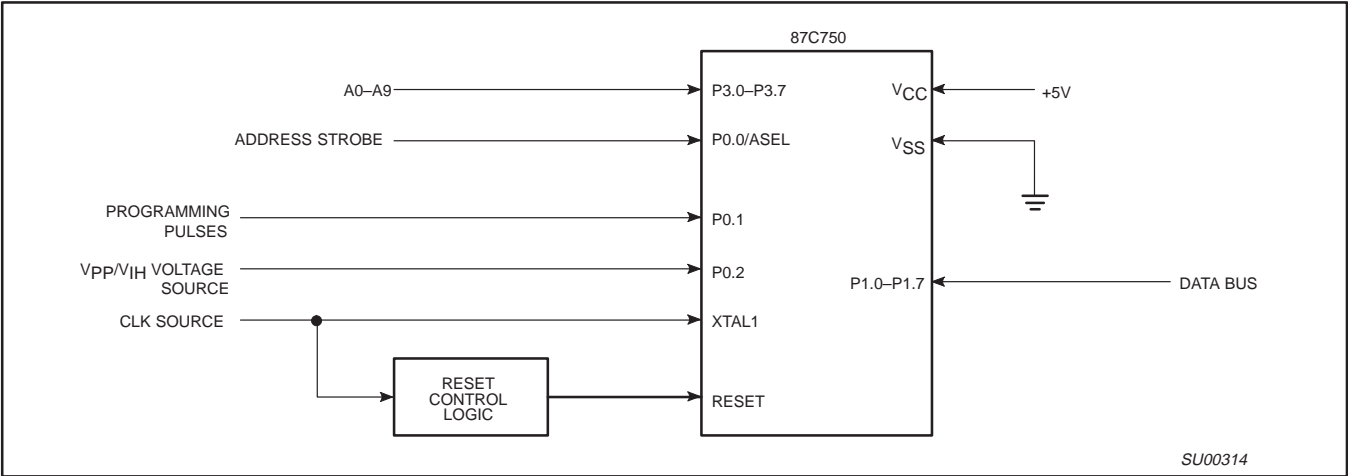 87C750
A0–A9
P3.0–P3.7
VCC
+5V
ADDRESS STROBE
P0.0/ASEL
VSS
PROGRAMMING
PULSES
P0.1
VPP/VIH VOLTAGE
SOURCE
P0.2
P1.0–P1.7
DATA BUS
CLK SOURCE
XTAL1
RESET
CONTROL
LOGIC
RESET
SU00314